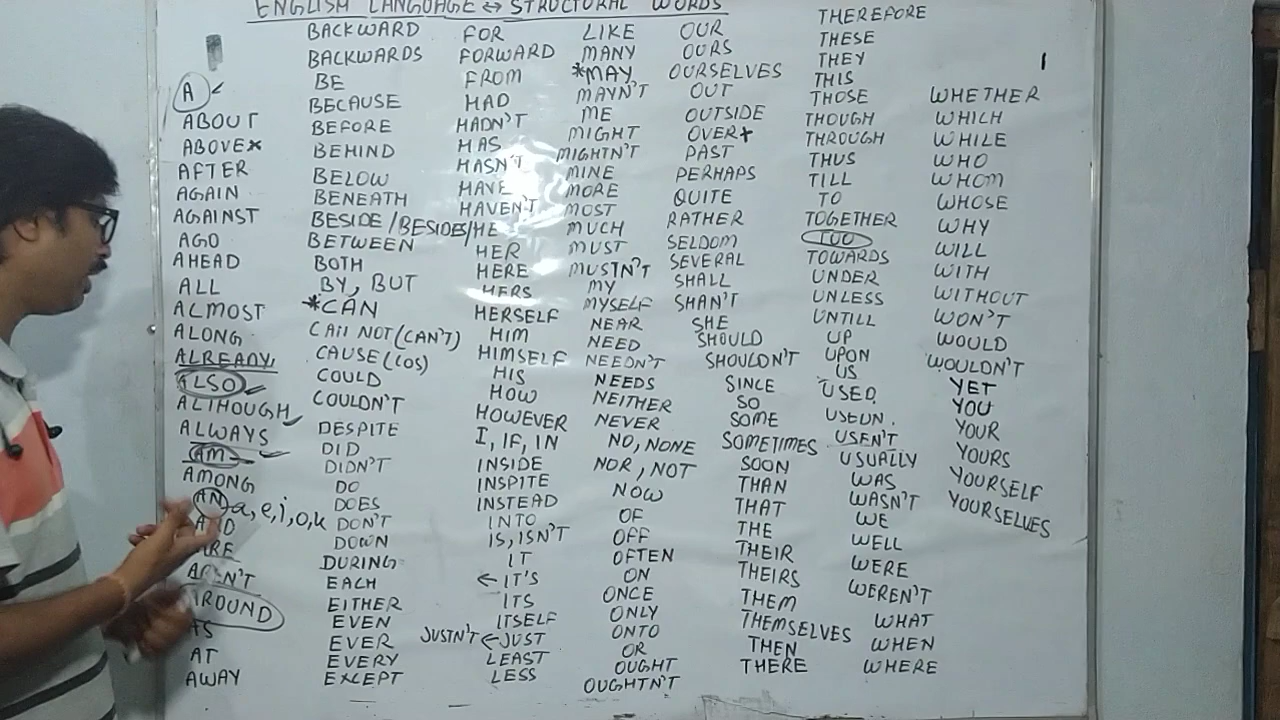 ENGLISH LANGUAGE ↔ STRUCTURAL WORDS
A
ABOUT
ABOVE*
AFTER
AGAIN
AGAINST
AGO
AHEAD
ALL
ALMOST
ALONG
ALREADY
ALSO
ALTHOUGH
ALWAYS
AM
AMONG
AN a, e, i, o, u
AND
ARE
AREN'T
AROUND
AS
AT
AWAY
BACKWARD
BACKWARDS
BE
BECAUSE
BEFORE
BEHIND
BELOW
BENEATH
BESIDE/BESIDES/
BETWEEN
BOTH
BY, BUT
*CAN
CAN NOT (CAN'T)
CAUSE (COS)
COULD
COULDN'T
DESPITE
DID
DIDN'T
DO
DOES
DON'T
DOWN
DURING
EACH
EITHER
EVEN
EVER
EVERY
EXCEPT
FOR
FORWARD
FROM
HAD
HADN'T
HAS
HASN'T
HAVE
HAVEN'T
HE
HER
HERE
HERS
HERSELF
HIM
HIMSELF
HIS
HOW
HOWEVER
I, IF, IN
INSIDE
INSPITE
INSTEAD
INTO
IS, ISN'T
IT
← IT'S
ITS
ITSELF
JUSTN'T ← JUST
LEAST
LESS
LIKE
MANY
*MAY
MAYN'T
ME
MIGHT
MIGHTN'T
MINE
MORE
MOST
MUCH
MUST
MUSTN'T
MY
MYSELF
NEAR
NEED
NEEDN'T
NEEDS
NEITHER
NEVER
NO, NONE
NOR, NOT
NOW
OF
OFF
OFTEN
ON
ONCE
ONLY
ONTO
OR
OUGHT
OUGHTN'T
OUR
OURS
OURSELVES
OUT
OUTSIDE
OVER*
PAST
PERHAPS
QUITE
RATHER
SELDOM
SEVERAL
SHALL
SHAN'T
SHE
SHOULD
SHOULDN'T
SINCE
SO
SOME
SOMETIMES
SOON
THAN
THAT
THE
THEIR
THEIRS
THEM
THEMSELVES
THEN
THERE
THEREFORE
THESE
THEY
THIS
THOSE
THOUGH
THROUGH
THUS
TILL
TO
TOGETHER
TOO
TOWARDS
UNDER
UNLESS
UNTILL
UP
UPON
US
USED
USEUN.
USEN'T
USUALLY
WAS
WASN'T
WE
WELL
WERE
WEREN'T
WHAT
WHEN
WHERE
WHETHER
WHICH
WHILE
WHO
WHOM
WHOSE
WHY
WILL
WITH
WITHOUT
WON'T
WOULD
WOULDN'T
YET
YOU
YOUR
YOURS
YOURSELF
YOURSELVES
1